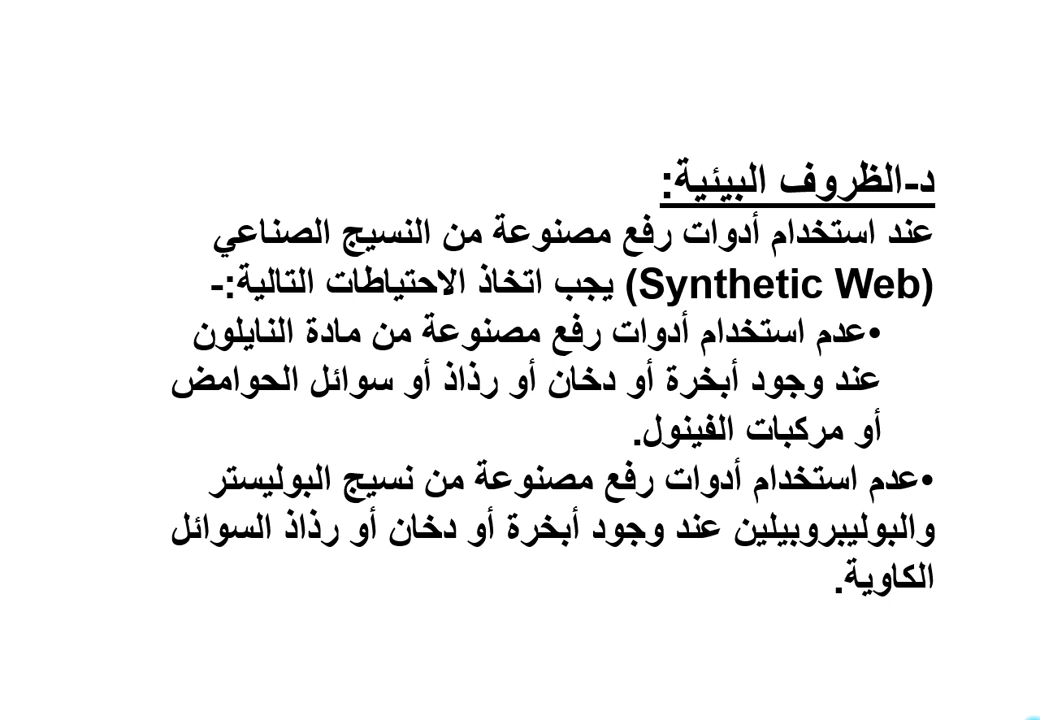 د-الظروف البيئية:
عند استخدام أدوات رفع مصنوعة من النسيج الصناعي
(Synthetic Web) يجب اتخاذ الاحتياطات التالية:-
•عدم استخدام أدوات رفع مصنوعة من مادة النايلون
عند وجود أبخرة أو دخان أو رذاذ أو سوائل الحوامض
أو مركبات الفينول.
•عدم استخدام أدوات رفع مصنوعة من نسيج البوليستر
والبوليبروبيلين عند وجود أبخرة أو دخان أو رذاذ السوائل
الكاوية.